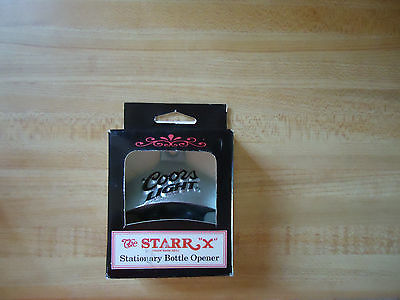 Coors
LIGHT
The STARR "X"
Stationary Bottle Opener